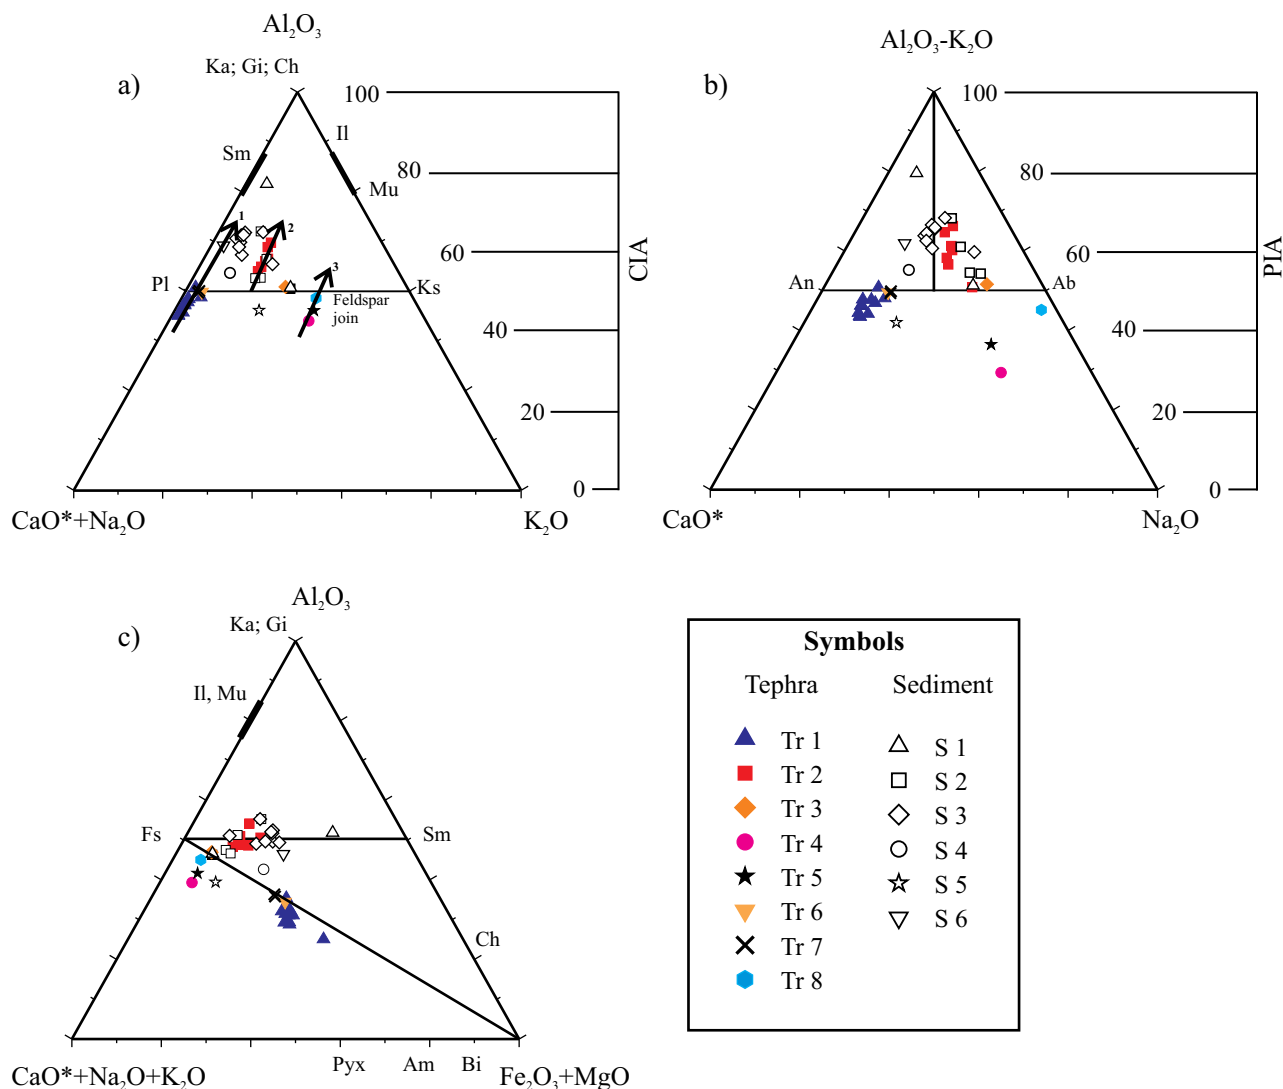 a)
Al₂O₃
Ka; Gi; Ch
100
Il
Sm
80
Mu
1
2
60
CIA
Pl
Ks
3
Feldspar
join
40
20
0
CaO*+Na₂O
K₂O
b)
Al₂O₃-K₂O
100
80
60
PIA
An
Ab
40
20
0
CaO*
Na₂O
c)
Al₂O₃
Ka; Gi
Il, Mu
Fs
Sm
Ch
Pyx
Am
Bi
CaO*+Na₂O+K₂O
Fe₂O₃+MgO
Symbols
Tephra
Sediment
Tr 1
S 1
Tr 2
S 2
Tr 3
S 3
Tr 4
S 4
Tr 5
S 5
Tr 6
S 6
Tr 7
Tr 8